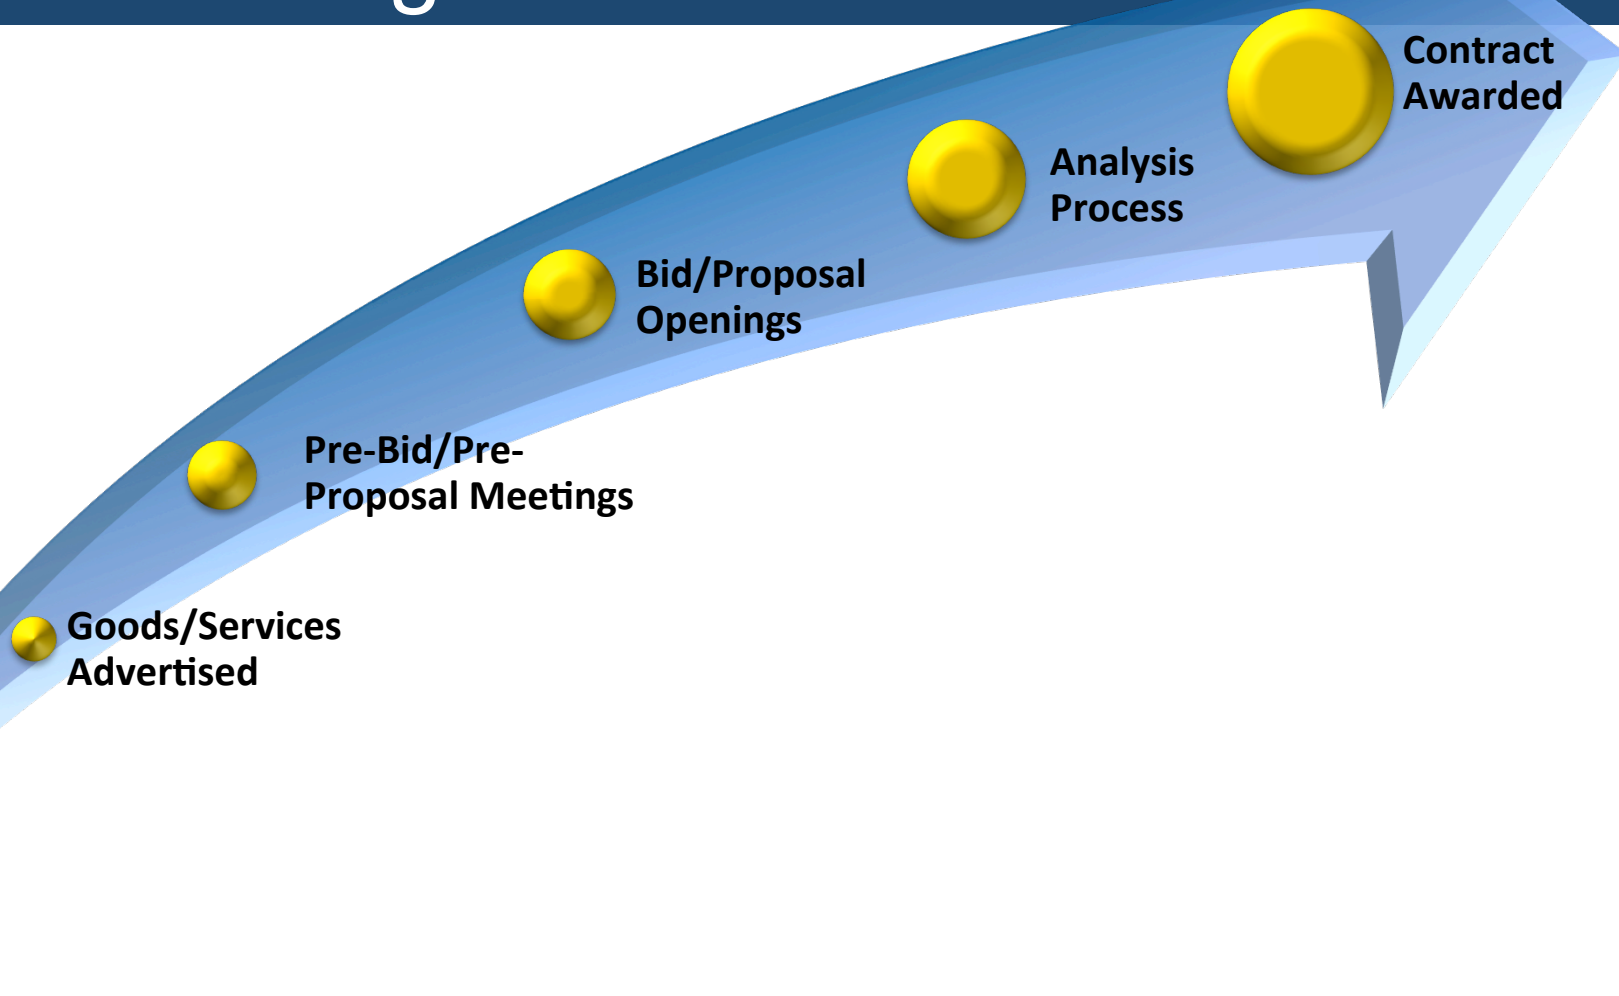 Contract
Awarded
Analysis
Process
Bid/Proposal
Openings
Pre-Bid/Pre-
Proposal Meetings
Goods/Services
Advertised